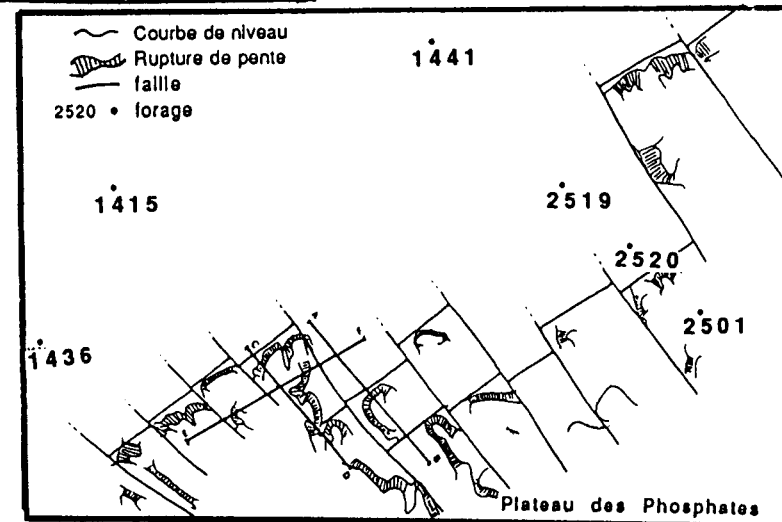 Courbe de niveau
Rupture de pente
faille
2520 • forage
1441
1415
2519
2520
2501
1436
Plateau des Phosphates